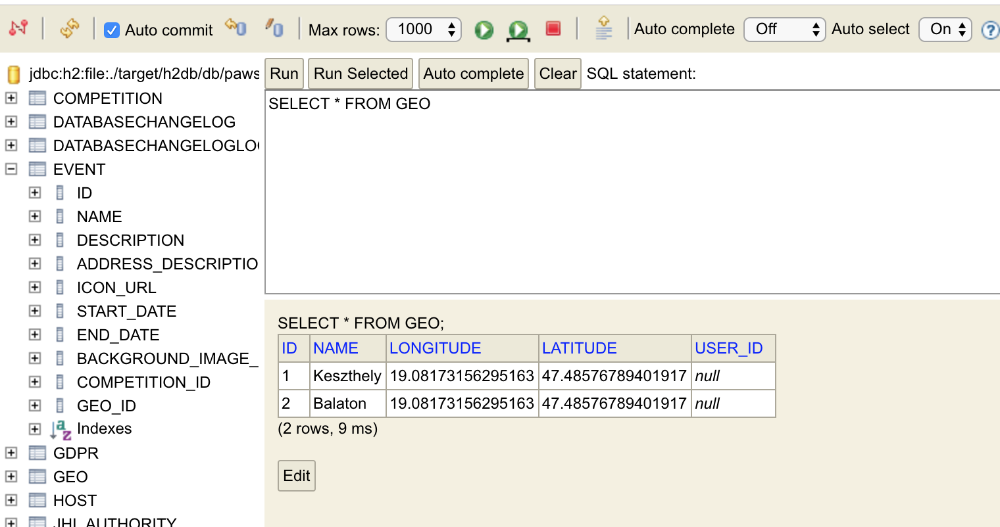 Auto commit Max rows: 1000 Auto complete Off Auto select On ?
jdbc:h2:file:./target/h2db/db/paws
COMPETITION
DATABASECHANGELOG
DATABASECHANGELOGLO
EVENT
ID
NAME
DESCRIPTION
ADDRESS_DESCRIPTIO
ICON_URL
START_DATE
END_DATE
BACKGROUND_IMAGE_
COMPETITION_ID
GEO_ID
Indexes
GDPR
GEO
HOST
JHI_AUTHORITY
Run Run Selected Auto complete Clear SQL statement:
SELECT * FROM GEO
SELECT * FROM GEO;
ID NAME LONGITUDE LATITUDE USER_ID
1 Keszthely 19.08173156295163 47.48576789401917 null
2 Balaton 19.08173156295163 47.48576789401917 null
(2 rows, 9 ms)
Edit